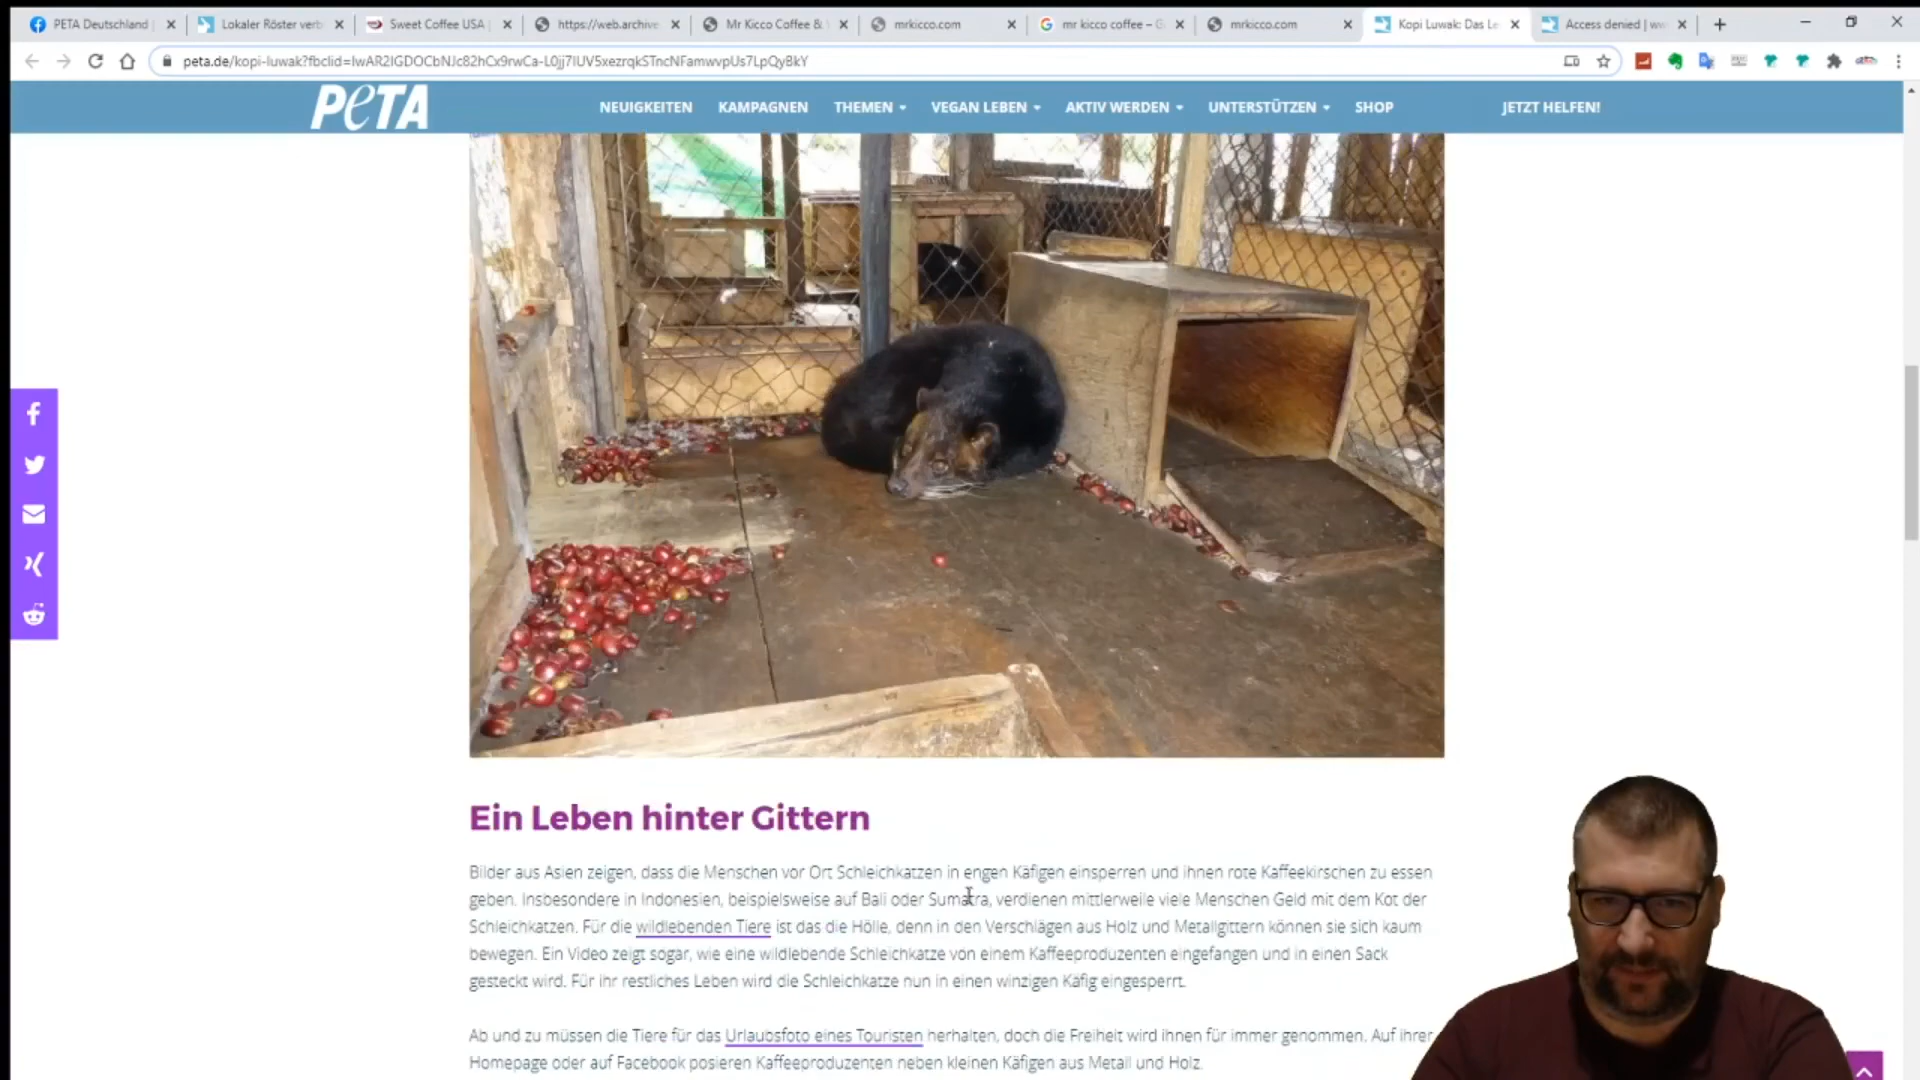 PETA Deutschland
Lokaler Röster verb
Sweet Coffee USA
https://web.archive
Mr Kicco Coffee &
mrkicco.com
mr kicco coffee – G
mrkicco.com
Kopi Luwak: Das Le
Access denied | ww
peta.de/kopi-luwak?fbclid=IwAR2IGDOCbNJc82hCx9rwCa-L0jj7IUV5xezrqkSTncNFamwvpUs7LpQyBkY
PeTA
NEUIGKEITEN
KAMPAGNEN
THEMEN
VEGAN LEBEN
AKTIV WERDEN
UNTERSTÜTZEN
SHOP
JETZT HELFEN!
Ein Leben hinter Gittern
Bilder aus Asien zeigen, dass die Menschen vor Ort Schleichkatzen in engen Käfigen einsperren und ihnen rote Kaffeekirschen zu essen
geben. Insbesondere in Indonesien, beispielsweise auf Bali oder Sumatra, verdienen mittlerweile viele Menschen Geld mit dem Kot der
Schleichkatzen. Für die wildlebenden Tiere ist das die Hölle, denn in den Verschlägen aus Holz und Metallgittern können sie sich kaum
bewegen. Ein Video zeigt sogar, wie eine wildlebende Schleichkatze von einem Kaffeeproduzenten eingefangen und in einen Sack
gesteckt wird. Für ihr restliches Leben wird die Schleichkatze nun in einen winzigen Käfig eingesperrt.
Ab und zu müssen die Tiere für das Urlaubsfoto eines Touristen herhalten, doch die Freiheit wird ihnen für immer genommen. Auf ihrer
Homepage oder auf Facebook posieren Kaffeeproduzenten neben kleinen Käfigen aus Metall und Holz.